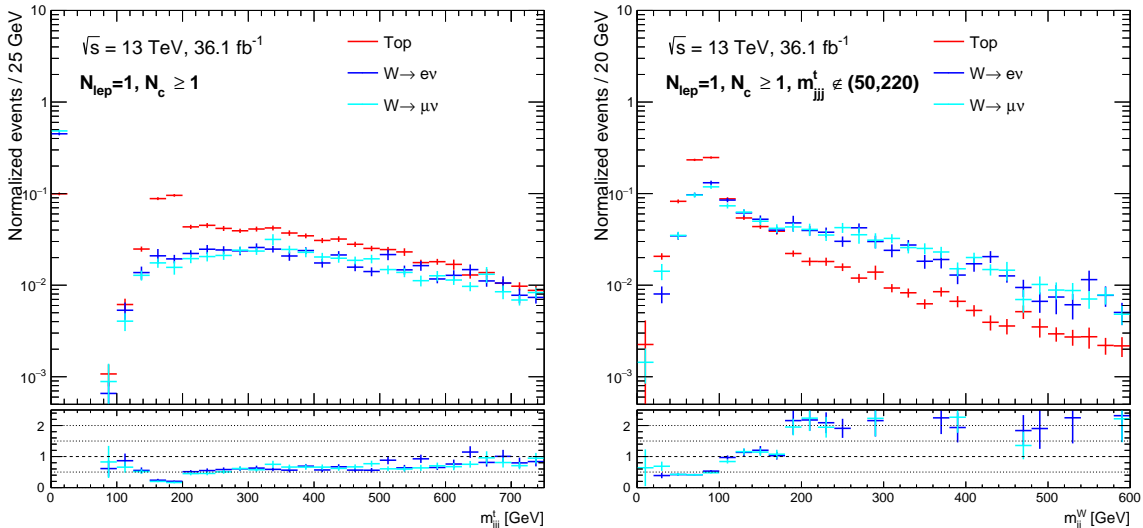 Normalized events / 25 GeV
√s = 13 TeV, 36.1 fb⁻¹
N_lep=1, N_c ≥ 1
Top
W→ eν
W→ μν
10
1
10⁻¹
10⁻²
10⁻³
2
1
0
0 100 200 300 400 500 600 700
m^t_jjj [GeV]
Normalized events / 20 GeV
√s = 13 TeV, 36.1 fb⁻¹
N_lep=1, N_c ≥ 1, m^t_jjj ∉ (50,220)
Top
W→ eν
W→ μν
10
1
10⁻¹
10⁻²
10⁻³
2
1
0
0 100 200 300 400 500 600
m^W_jj [GeV]